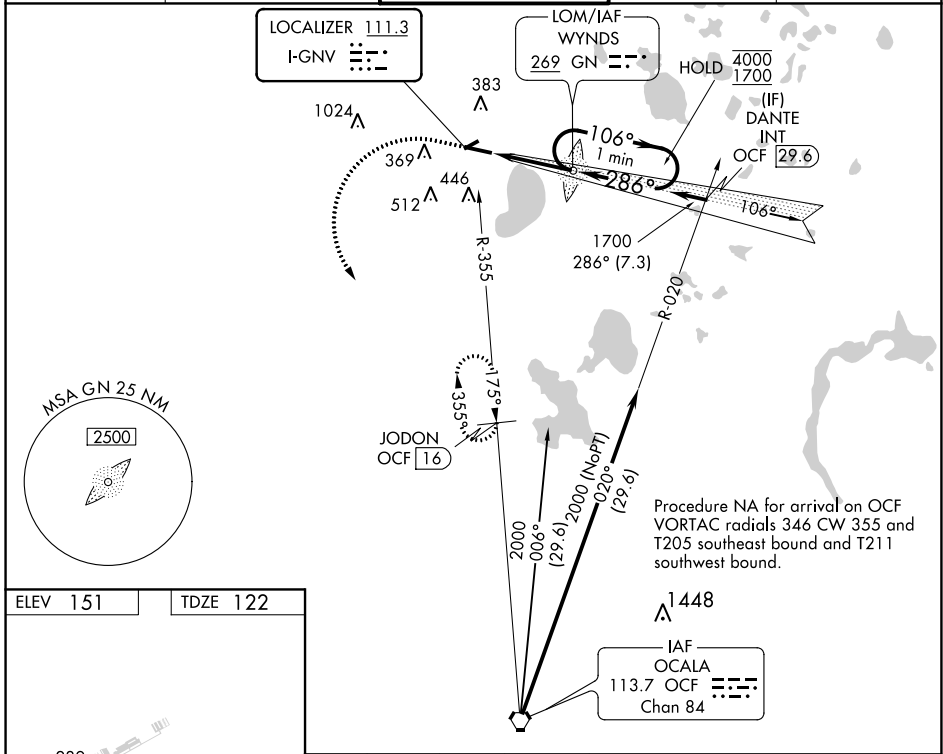 LOCALIZER 111.3
I-GNV
LOM/IAF
WYNDS
269 GN
HOLD 4000
1700
(IF)
DANTE
INT
OCF 29.6
383
1024
369
446
512
106°
1 min
286°
106°
1700
286° (7.3)
R-355
R-020
MSA GN 25 NM
2500
175°
355°
JODON
OCF 16
2000
006°
(29.6)
2000 (NoPT)
020°
(29.6)
Procedure NA for arrival on OCF
VORTAC radials 346 CW 355 and
T205 southeast bound and T211
southwest bound.
1448
IAF
OCALA
113.7 OCF
Chan 84
ELEV 151
TDZE 122